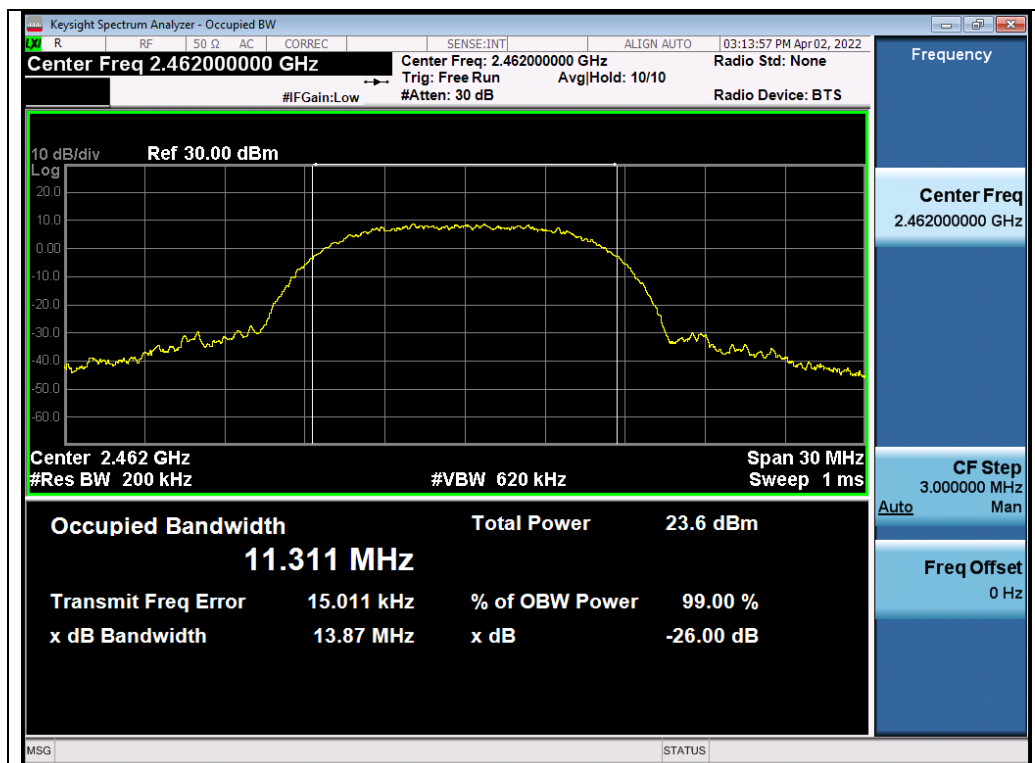 Keysight Spectrum Analyzer - Occupied BW
LXI R RF 50 Ω AC CORREC SENSE:INT ALIGN AUTO 03:13:57 PM Apr 02, 2022
Center Freq 2.462000000 GHz
Center Freq: 2.462000000 GHz Radio Std: None
Trig: Free Run Avg|Hold: 10/10
#IFGain:Low #Atten: 30 dB Radio Device: BTS
10 dB/div Ref 30.00 dBm
Log
20.0
10.0
0.00
-10.0
-20.0
-30.0
-40.0
-50.0
-60.0
Center 2.462 GHz Span 30 MHz
#Res BW 200 kHz #VBW 620 kHz Sweep 1 ms
Occupied Bandwidth Total Power 23.6 dBm
11.311 MHz
Transmit Freq Error 15.011 kHz % of OBW Power 99.00 %
x dB Bandwidth 13.87 MHz x dB -26.00 dB
Frequency
Center Freq
2.462000000 GHz
CF Step
3.000000 MHz
Auto Man
Freq Offset
0 Hz
MSG STATUS